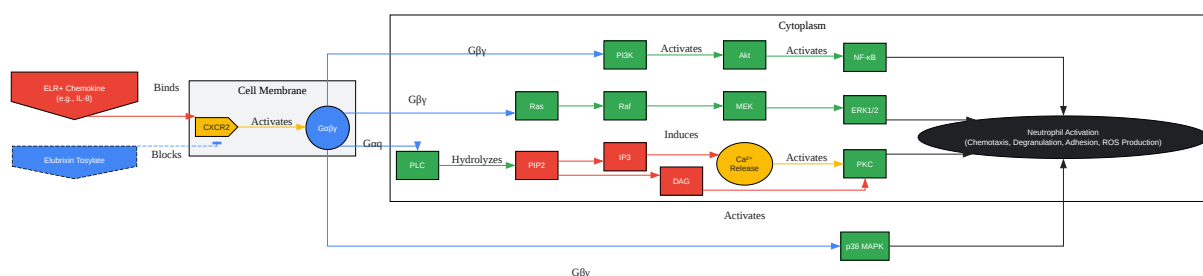 Cytoplasm
Gβγ
PI3K
Activates
Akt
Activates
NF-κB
ELR+ Chemokine
(e.g., IL-8)
Binds
Cell Membrane
CXCR2
Activates
Gαβγ
Gβγ
Ras
Raf
MEK
ERK1/2
Elubrixin Tosylate
Blocks
Gαq
PLC
Hydrolyzes
PIP2
IP3
DAG
Induces
Ca²⁺
Release
Activates
PKC
Neutrophil Activation
(Chemotaxis, Degranulation, Adhesion, ROS Production)
Activates
p38 MAPK
Gβγ